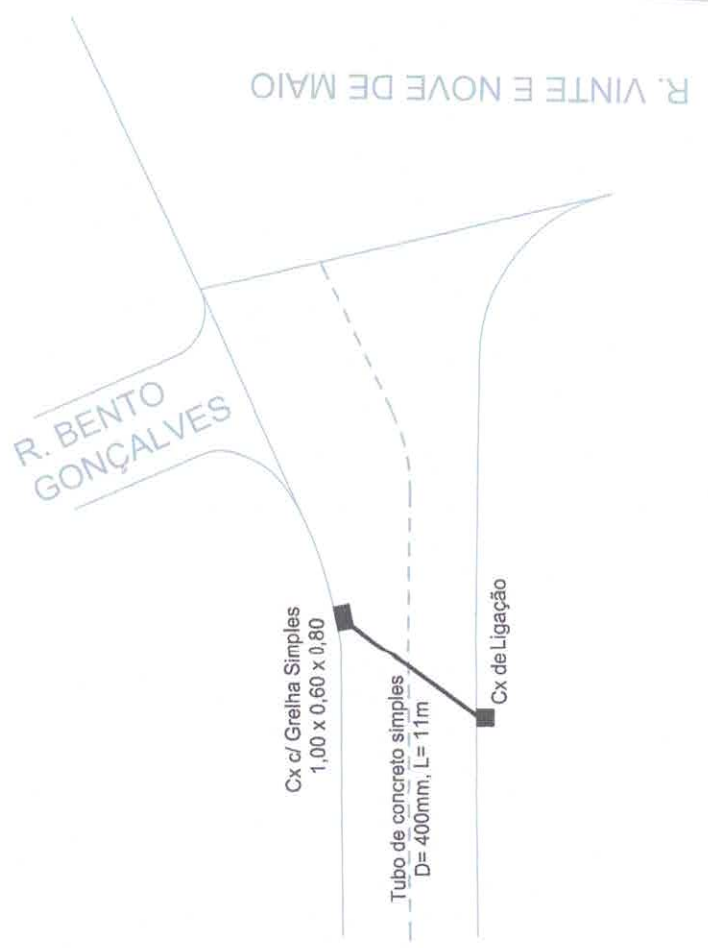 R. VINTE E NOVE DE MAIO
R. BENTO
GONÇALVES
Cx c/ Grelha Simples
1,00 x 0,60 x 0,80
Tubo de concreto simples
D= 400mm, L= 11m
Cx de Ligação